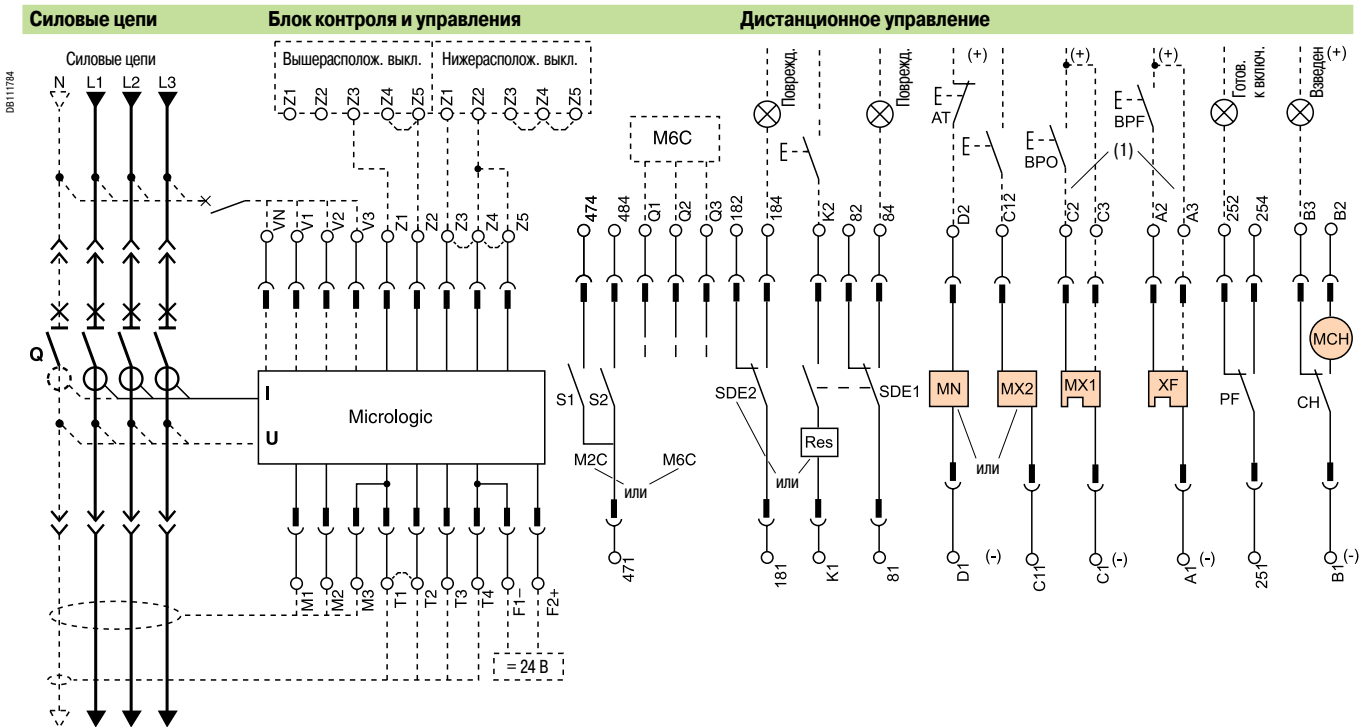 Силовые цепи
Блок контроля и управления
Дистанционное управление
DB111784
Силовые цепи
N L1 L2 L3
Вышерасполож. выкл. Нижерасполож. выкл.
Z1 Z2 Z3 Z4 Z5 Z1 Z2 Z3 Z4 Z5
M6C
Поврежд.
Поврежд.
(+)
(+)
(+)
Готов. к включ.
Взведен
(+)
AT
BPO
BPF
(1)
VN V1 V2 V3 Z1 Z2 Z3 Z4 Z5
474 484 Q1 Q2 Q3 182 184 K2 82 84 D2 C12 C2 C3 A2 A3 252 254 B3 B2
Q
I
U
Micrologic
S1 S2
SDE2
SDE1
Res
MN
MX2
MX1
XF
PF
CH
MCH
M2C
или
M6C
или
или
M1 M2 M3 T1 T2 T3 T4 F1– F2+
471 181 K1 81 D1 (-) C11 C1 (-) A1 (-) 251 B1 (-)
= 24 В